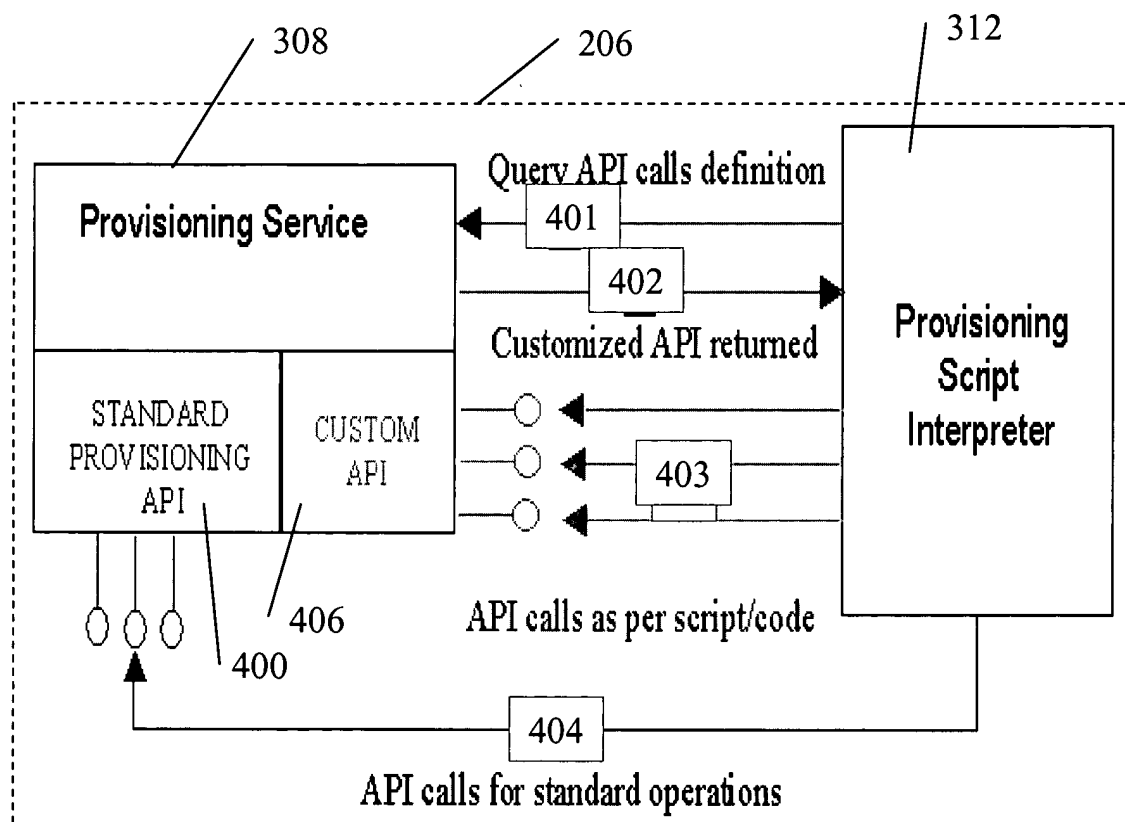 308
206
312
Query API calls definition
401
Provisioning Service
402
Customized API returned
Provisioning
Script
Interpreter
STANDARD
PROVISIONING
API
CUSTOM
API
403
406
400
API calls as per script/code
404
API calls for standard operations